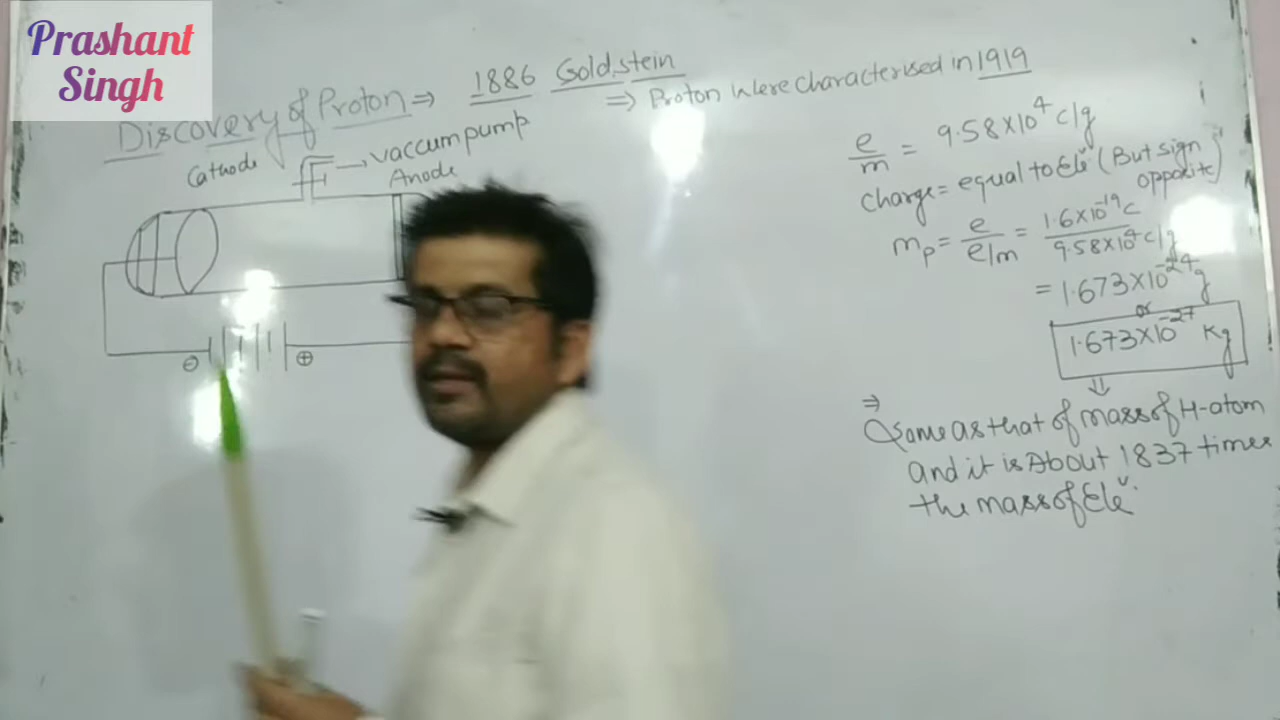 Prashant
Singh
Discovery of Proton ⇒ 1886 Goldstein
⇒ Proton Were characterised in 1919
Cathode
→ vaccum pump
Anode
⊖
⊕
e/m = 9.58×10⁴ c/g
charge = equal to Ele^v (But sign
opposite)
mp = e / e/m = 1.6×10⁻¹⁹ c / 9.58×10⁴ c/g
= 1.673×10⁻²⁴ g
or
1.673×10⁻²⁷ Kg
⇓
⇒
Same as that of mass of H-atom
and it is About 1837 times
the mass of Ele^v.